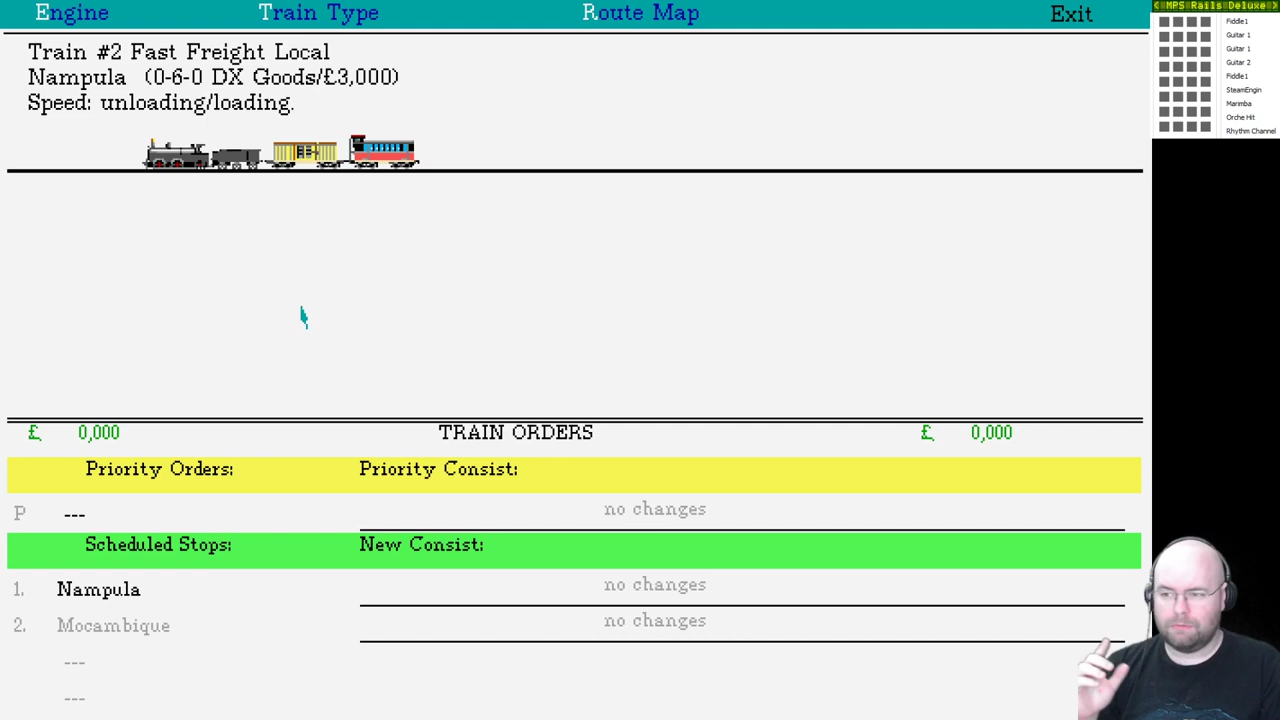 Engine Train Type Route Map Exit
Train #2 Fast Freight Local
Nampula (0-6-0 DX Goods/£3,000)
Speed: unloading/loading.
£ 0,000 TRAIN ORDERS £ 0,000
Priority Orders: Priority Consist:
P --- no changes
Scheduled Stops: New Consist:
1. Nampula no changes
2. Mocambique no changes
---
---
< MPS Rails Deluxe >
Fiddle1
Guitar 1
Guitar 1
Guitar 2
Fiddle1
SteamEngin
Marimba
Orche Hit
Rhythm Channel